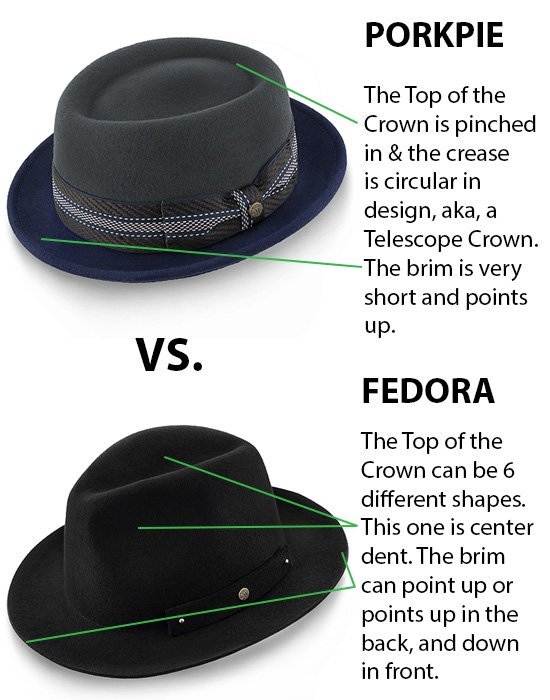 PORKPIE
The Top of the
Crown is pinched
in & the crease
is circular in
design, aka, a
Telescope Crown.
The brim is very
short and points
up.
VS.
FEDORA
The Top of the
Crown can be 6
different shapes.
This one is center
dent. The brim
can point up or
points up in the
back, and down
in front.